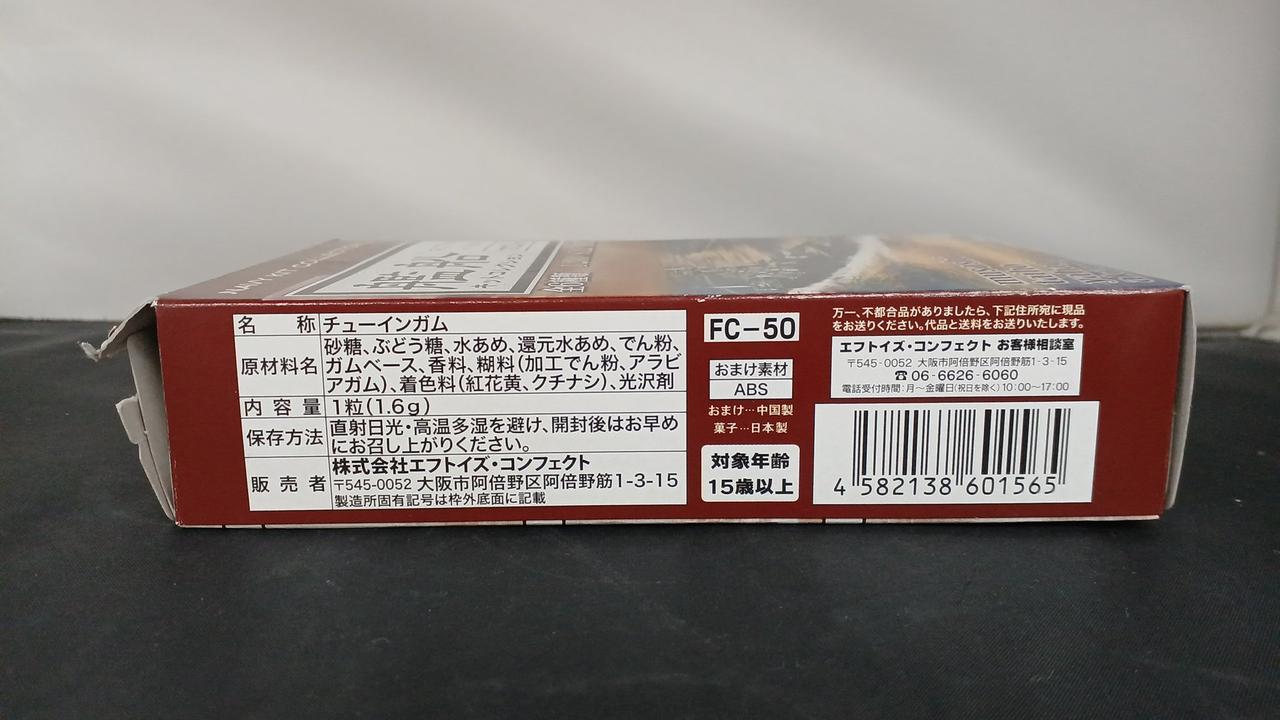 NAVY KIT COLLECTION
名称 チューインガム
原材料名 砂糖、ぶどう糖、水あめ、還元水あめ、でん粉、
ガムベース、香料、糊料(加工でん粉、アラビ
アガム)、着色料(紅花黄、クチナシ)、光沢剤
内容量 1粒(1.6g)
保存方法 直射日光・高温多湿を避け、開封後はお早め
にお召し上がりください。
販売者 株式会社エフトイズ・コンフェクト
〒545-0052 大阪市阿倍野区阿倍野筋1-3-15
製造所固有記号は枠外底面に記載
FC-50
おまけ素材
ABS
おまけ…中国製
菓子…日本製
対象年齢
15歳以上
万一、不都合品がありましたら、下記住所宛に現品
をお送りください。代品と送料をお送りいたします。
エフトイズ・コンフェクト お客様相談室
〒545-0052 大阪市阿倍野区阿倍野筋1-3-15
☎06-6626-6060
電話受付時間:月〜金曜日(祝日を除く)10:00〜17:00
4 582138 601565